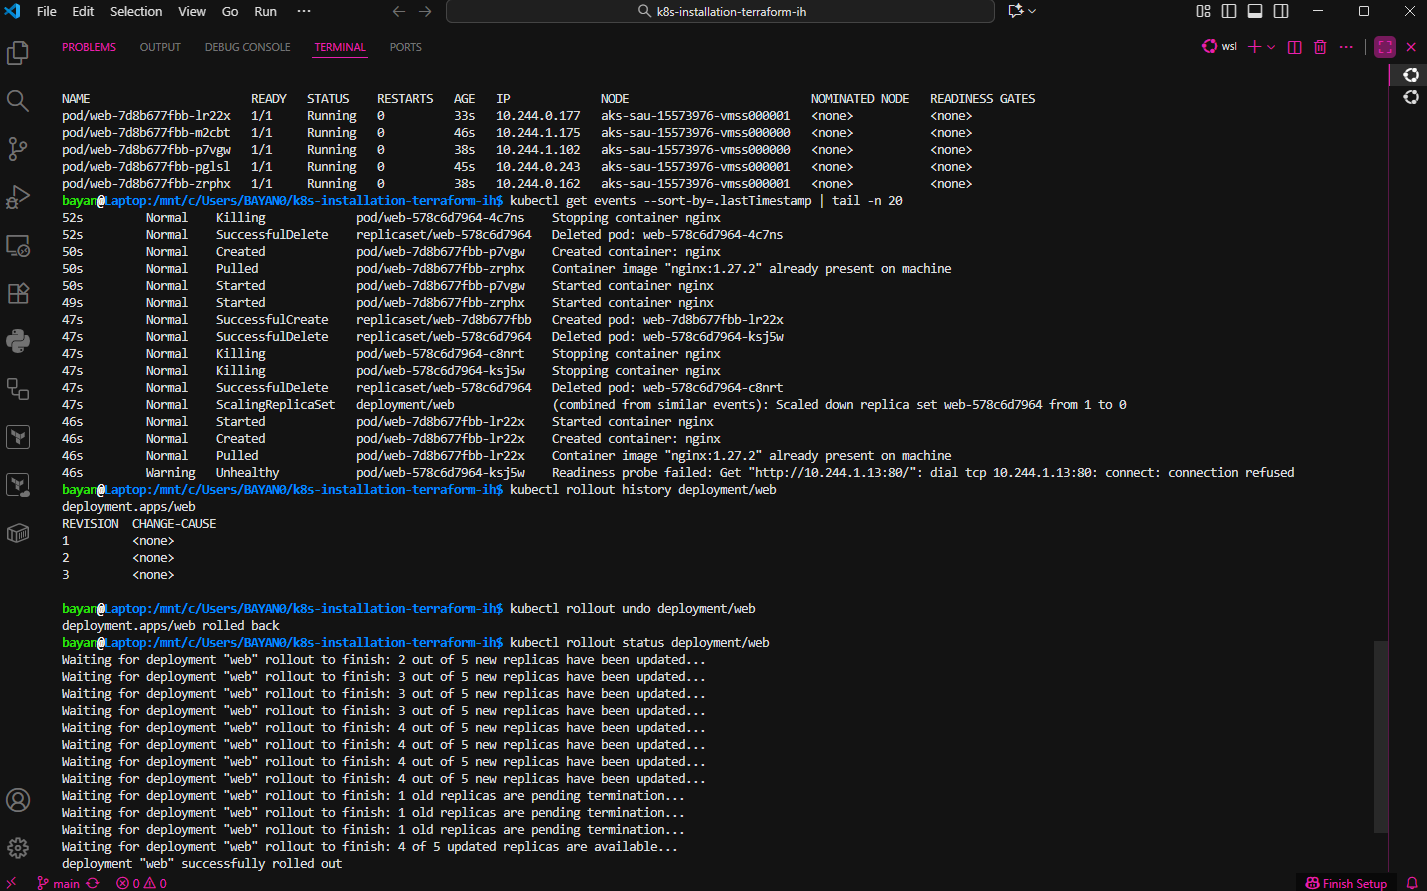 File Edit Selection View Go Run ··· k8s-installation-terraform-ih
PROBLEMS OUTPUT DEBUG CONSOLE TERMINAL PORTS wsl
NAME READY STATUS RESTARTS AGE IP NODE NOMINATED NODE READINESS GATES
pod/web-7d8b677fbb-lr22x 1/1 Running 0 33s 10.244.0.177 aks-sau-15573976-vmss000001 <none> <none>
pod/web-7d8b677fbb-m2cbt 1/1 Running 0 46s 10.244.1.175 aks-sau-15573976-vmss000000 <none> <none>
pod/web-7d8b677fbb-p7vgw 1/1 Running 0 38s 10.244.1.102 aks-sau-15573976-vmss000000 <none> <none>
pod/web-7d8b677fbb-pglsl 1/1 Running 0 45s 10.244.0.243 aks-sau-15573976-vmss000001 <none> <none>
pod/web-7d8b677fbb-zrphx 1/1 Running 0 38s 10.244.0.162 aks-sau-15573976-vmss000001 <none> <none>
bayan@Laptop:/mnt/c/Users/BAYAN0/k8s-installation-terraform-ih$ kubectl get events --sort-by=.lastTimestamp | tail -n 20
52s Normal Killing pod/web-578c6d7964-4c7ns Stopping container nginx
52s Normal SuccessfulDelete replicaset/web-578c6d7964 Deleted pod: web-578c6d7964-4c7ns
50s Normal Created pod/web-7d8b677fbb-p7vgw Created container: nginx
50s Normal Pulled pod/web-7d8b677fbb-zrphx Container image "nginx:1.27.2" already present on machine
50s Normal Started pod/web-7d8b677fbb-p7vgw Started container nginx
49s Normal Started pod/web-7d8b677fbb-zrphx Started container nginx
47s Normal SuccessfulCreate replicaset/web-7d8b677fbb Created pod: web-7d8b677fbb-lr22x
47s Normal SuccessfulDelete replicaset/web-578c6d7964 Deleted pod: web-578c6d7964-ksj5w
47s Normal Killing pod/web-578c6d7964-c8nrt Stopping container nginx
47s Normal Killing pod/web-578c6d7964-ksj5w Stopping container nginx
47s Normal SuccessfulDelete replicaset/web-578c6d7964 Deleted pod: web-578c6d7964-c8nrt
47s Normal ScalingReplicaSet deployment/web (combined from similar events): Scaled down replica set web-578c6d7964 from 1 to 0
46s Normal Started pod/web-7d8b677fbb-lr22x Started container nginx
46s Normal Created pod/web-7d8b677fbb-lr22x Created container: nginx
46s Normal Pulled pod/web-7d8b677fbb-lr22x Container image "nginx:1.27.2" already present on machine
46s Warning Unhealthy pod/web-578c6d7964-ksj5w Readiness probe failed: Get "http://10.244.1.13:80/": dial tcp 10.244.1.13:80: connect: connection refused
bayan@Laptop:/mnt/c/Users/BAYAN0/k8s-installation-terraform-ih$ kubectl rollout history deployment/web
deployment.apps/web
REVISION CHANGE-CAUSE
1 <none>
2 <none>
3 <none>
bayan@Laptop:/mnt/c/Users/BAYAN0/k8s-installation-terraform-ih$ kubectl rollout undo deployment/web
deployment.apps/web rolled back
bayan@Laptop:/mnt/c/Users/BAYAN0/k8s-installation-terraform-ih$ kubectl rollout status deployment/web
Waiting for deployment "web" rollout to finish: 2 out of 5 new replicas have been updated...
Waiting for deployment "web" rollout to finish: 3 out of 5 new replicas have been updated...
Waiting for deployment "web" rollout to finish: 3 out of 5 new replicas have been updated...
Waiting for deployment "web" rollout to finish: 3 out of 5 new replicas have been updated...
Waiting for deployment "web" rollout to finish: 4 out of 5 new replicas have been updated...
Waiting for deployment "web" rollout to finish: 4 out of 5 new replicas have been updated...
Waiting for deployment "web" rollout to finish: 4 out of 5 new replicas have been updated...
Waiting for deployment "web" rollout to finish: 4 out of 5 new replicas have been updated...
Waiting for deployment "web" rollout to finish: 1 old replicas are pending termination...
Waiting for deployment "web" rollout to finish: 1 old replicas are pending termination...
Waiting for deployment "web" rollout to finish: 1 old replicas are pending termination...
Waiting for deployment "web" rollout to finish: 4 of 5 updated replicas are available...
deployment "web" successfully rolled out
main 0 0 Finish Setup